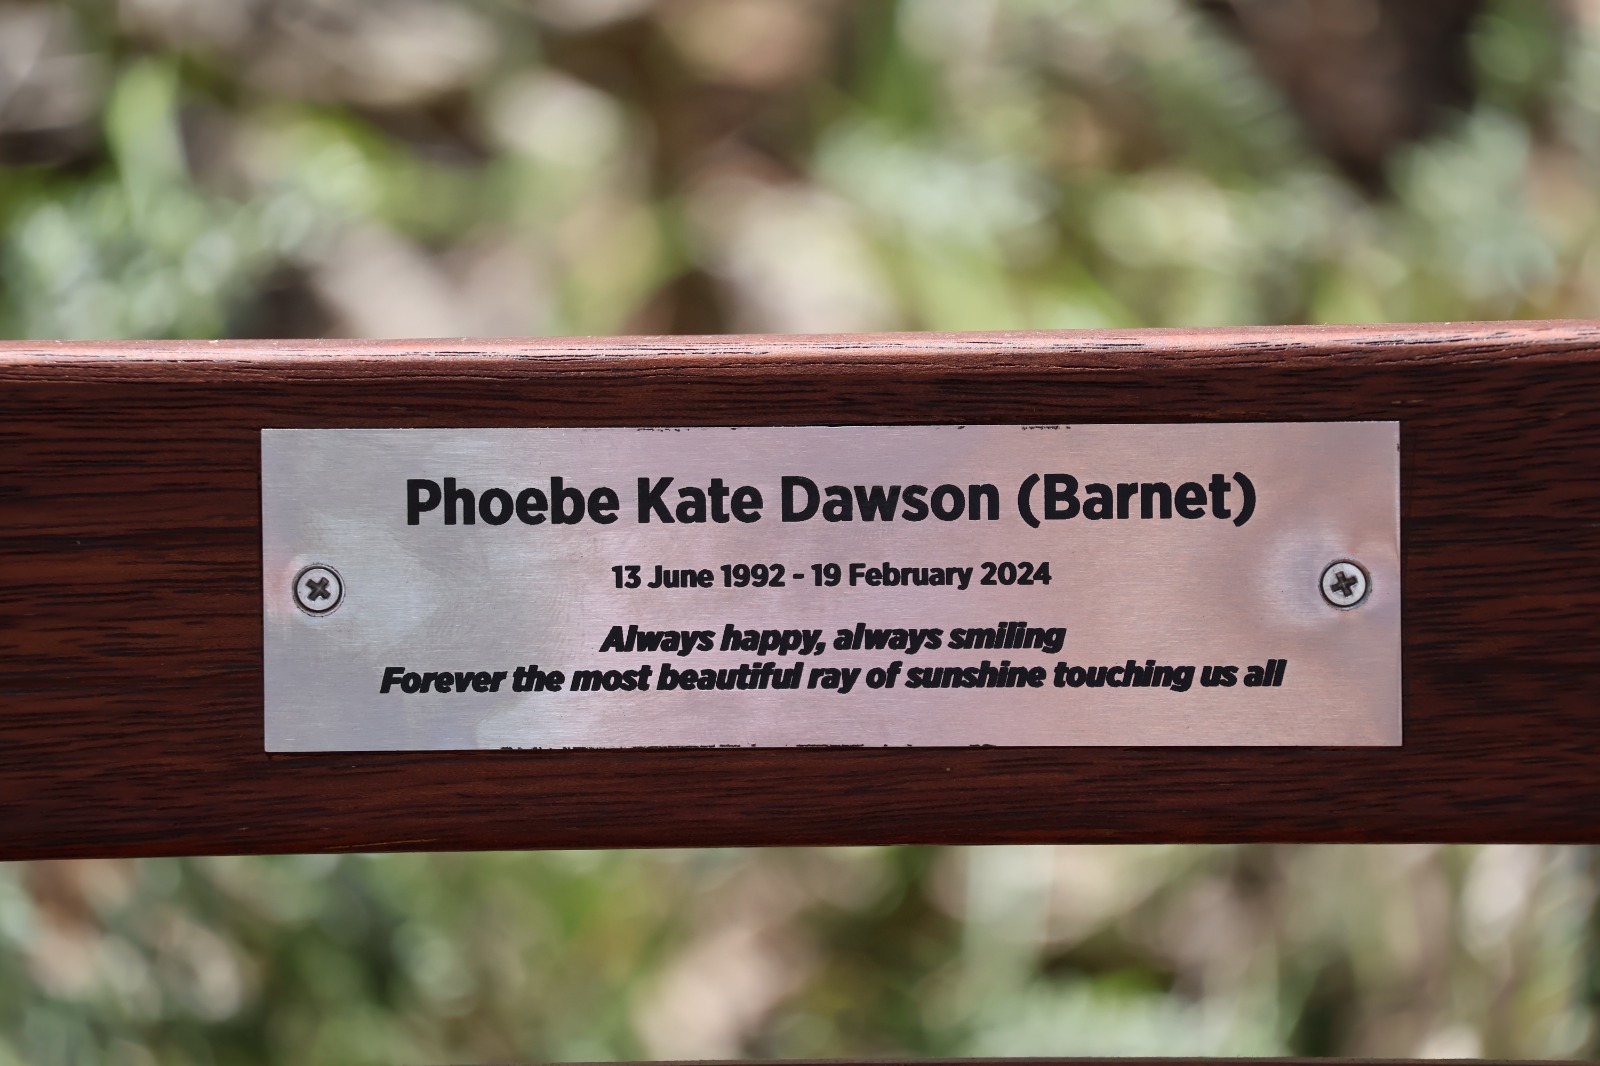 Phoebe Kate Dawson (Barnet)
13 June 1992 - 19 February 2024
Always happy, always smiling
Forever the most beautiful ray of sunshine touching us all